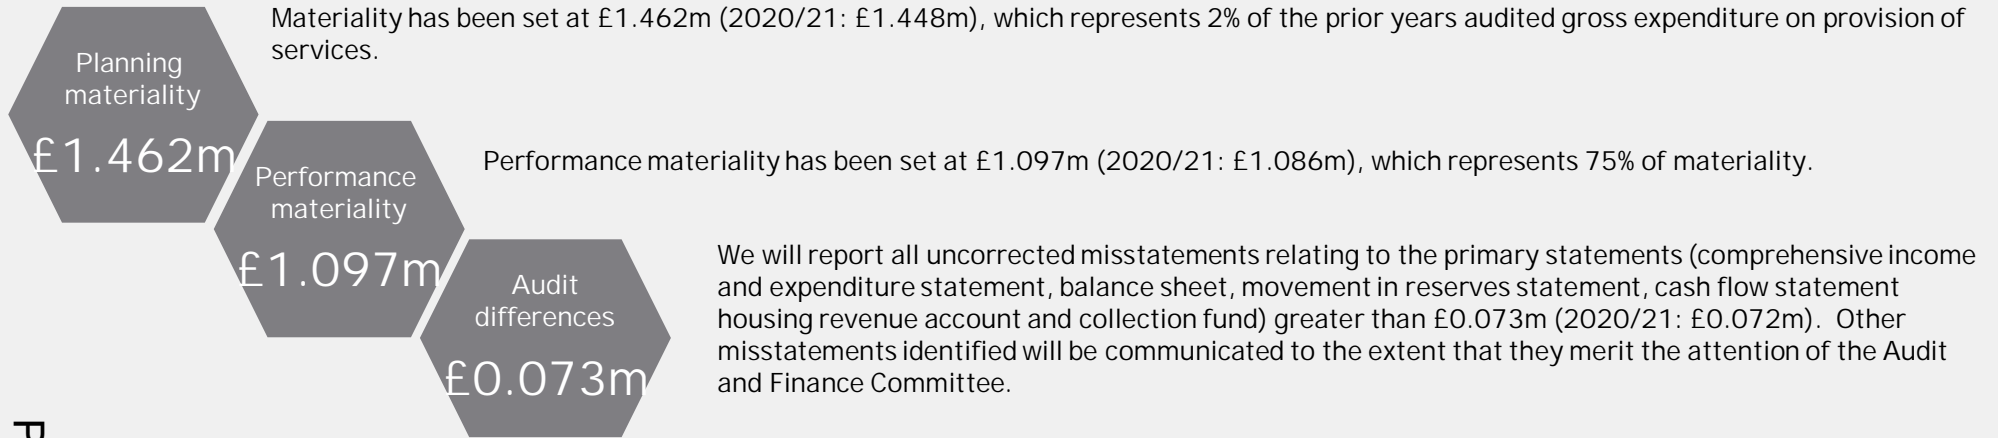 Materiality has been set at £1.462m (2020/21: £1.448m), which represents 2% of the prior years audited gross expenditure on provision of
services.
Planning
materiality
£1.462m
Performance materiality has been set at £1.097m (2020/21: £1.086m), which represents 75% of materiality.
Performance
materiality
£1.097m
We will report all uncorrected misstatements relating to the primary statements (comprehensive income
and expenditure statement, balance sheet, movement in reserves statement, cash flow statement
housing revenue account and collection fund) greater than £0.073m (2020/21: £0.072m).  Other
misstatements identified will be communicated to the extent that they merit the attention of the Audit
and Finance Committee.
Audit
differences
£0.073m